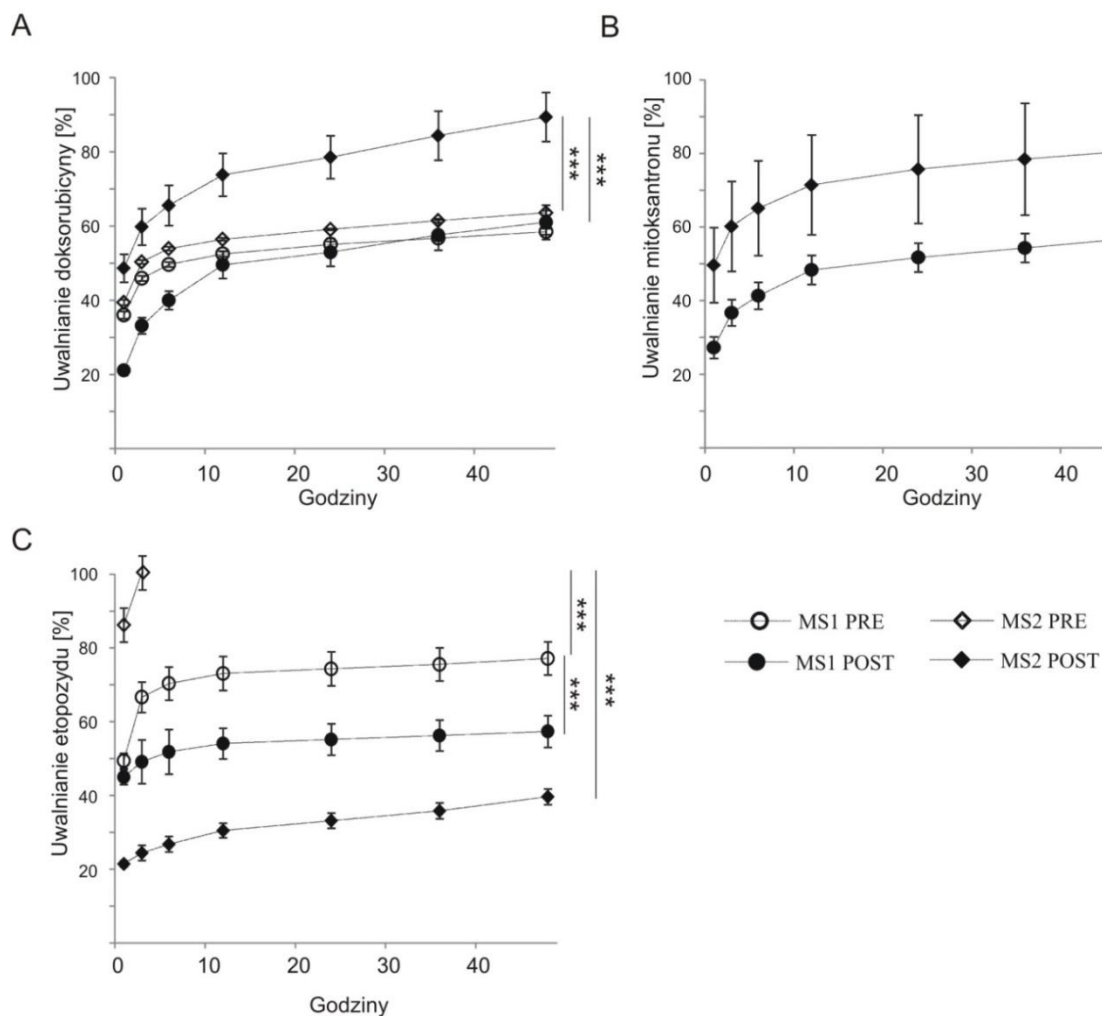 A
Uwalnianie doksorubicyny [%]
100
80
60
40
20
0
10
20
30
40
Godziny
***
***
B
Uwalnianie mitoksantronu [%]
100
80
60
40
20
0
10
20
30
40
Godziny
C
Uwalnianie etopozydu [%]
100
80
60
40
20
0
10
20
30
40
Godziny
***
***
***
MS1 PRE
MS2 PRE
MS1 POST
MS2 POST